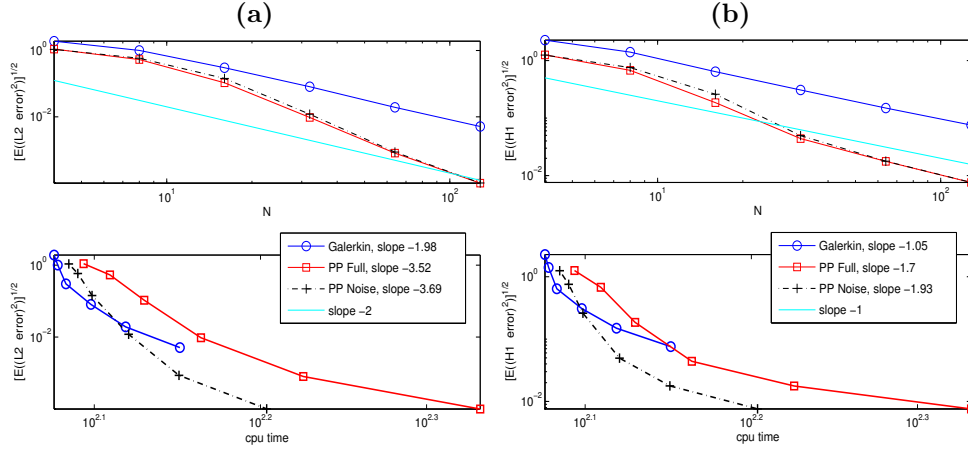 (a)
[E((L2 error)²)]^1/2
10^0
10^−2
10^1
10^2
N
[E((L2 error)²)]^1/2
10^0
10^−2
Galerkin, slope −1.98
PP Full, slope −3.52
PP Noise, slope −3.69
slope −2
10^2.1
10^2.2
10^2.3
cpu time
(b)
[E((H1 error)²)]^1/2
10^0
10^−1
10^−2
10^1
10^2
N
[E((H1 error)²)]^1/2
10^0
10^−1
10^−2
Galerkin, slope −1.05
PP Full, slope −1.7
PP Noise, slope −1.93
slope −1
10^2.1
10^2.2
10^2.3
cpu time